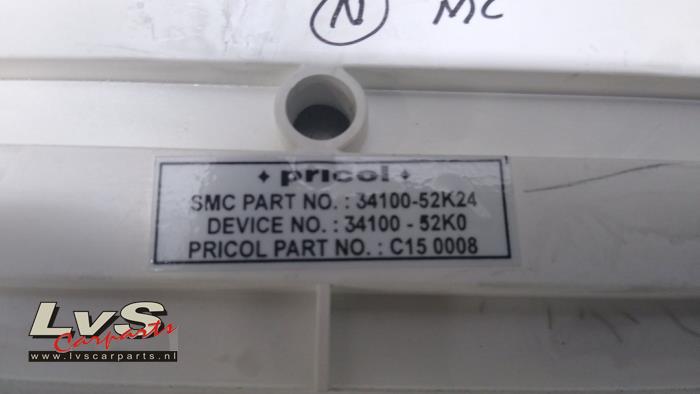 N MC
pricol
SMC PART NO. : 34100-52K24
DEVICE NO. : 34100 - 52K0
PRICOL PART NO. : C15 0008
LvS
Carparts
www.lvscarparts.nl